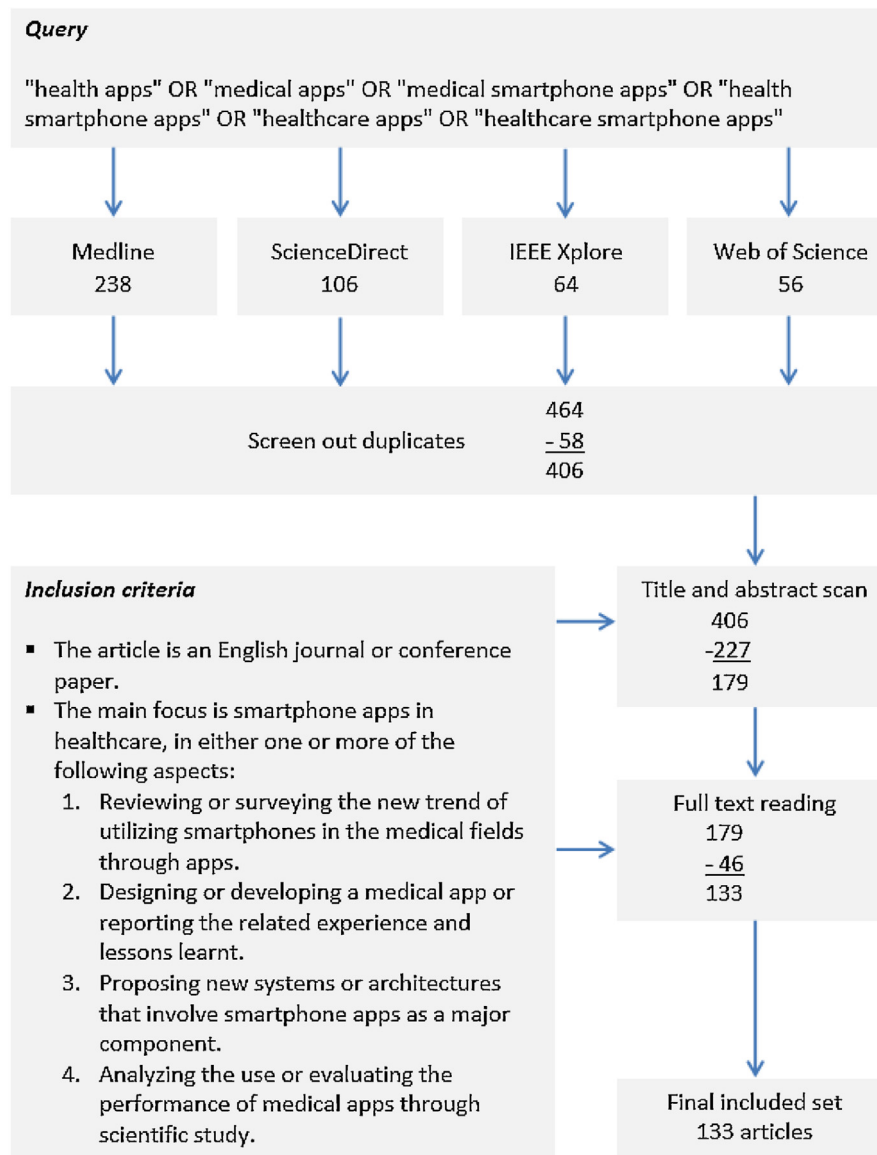 Query
"health apps" OR "medical apps" OR "medical smartphone apps" OR "health
smartphone apps" OR "healthcare apps" OR "healthcare smartphone apps"
Medline
238
ScienceDirect
106
IEEE Xplore
64
Web of Science
56
Screen out duplicates
464
- 58
406
Inclusion criteria
▪ The article is an English journal or conference
paper.
▪ The main focus is smartphone apps in
healthcare, in either one or more of the
following aspects:
1. Reviewing or surveying the new trend of
utilizing smartphones in the medical fields
through apps.
2. Designing or developing a medical app or
reporting the related experience and
lessons learnt.
3. Proposing new systems or architectures
that involve smartphone apps as a major
component.
4. Analyzing the use or evaluating the
performance of medical apps through
scientific study.
Title and abstract scan
406
-227
179
Full text reading
179
- 46
133
Final included set
133 articles